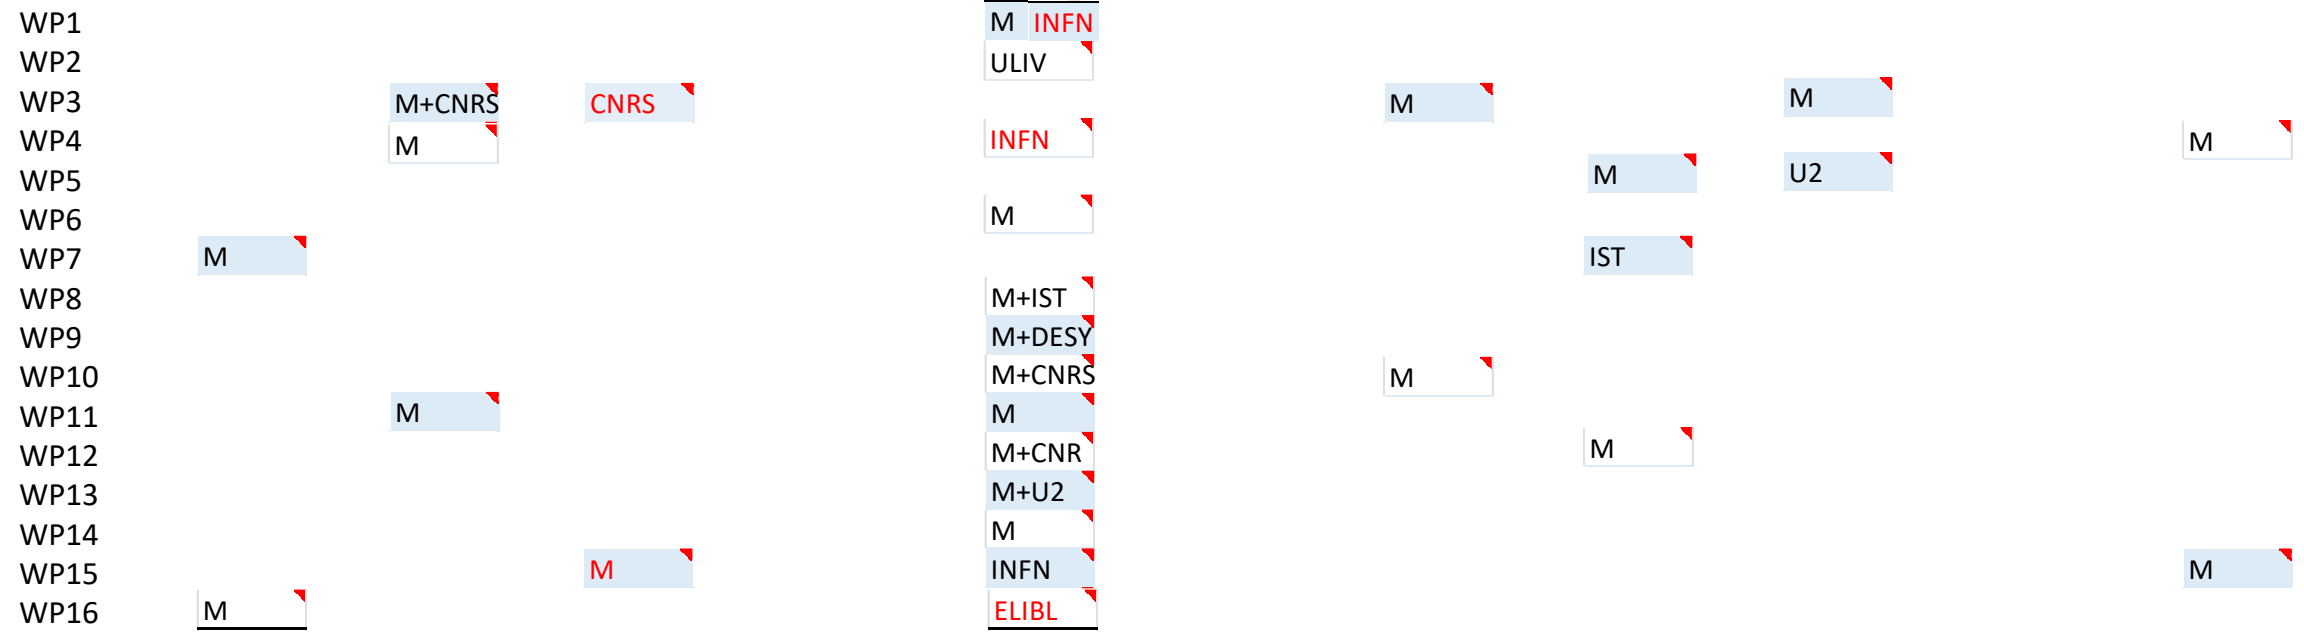 WP1 M INFN
WP2 ULIV
WP3 M+CNRS CNRS M M
WP4 M INFN M
WP5 M U2
WP6 M
WP7 M IST
WP8 M+IST
WP9 M+DESY
WP10 M+CNRS M
WP11 M M
WP12 M+CNR M
WP13 M+U2
WP14 M
WP15 M INFN M
WP16 M ELIBL